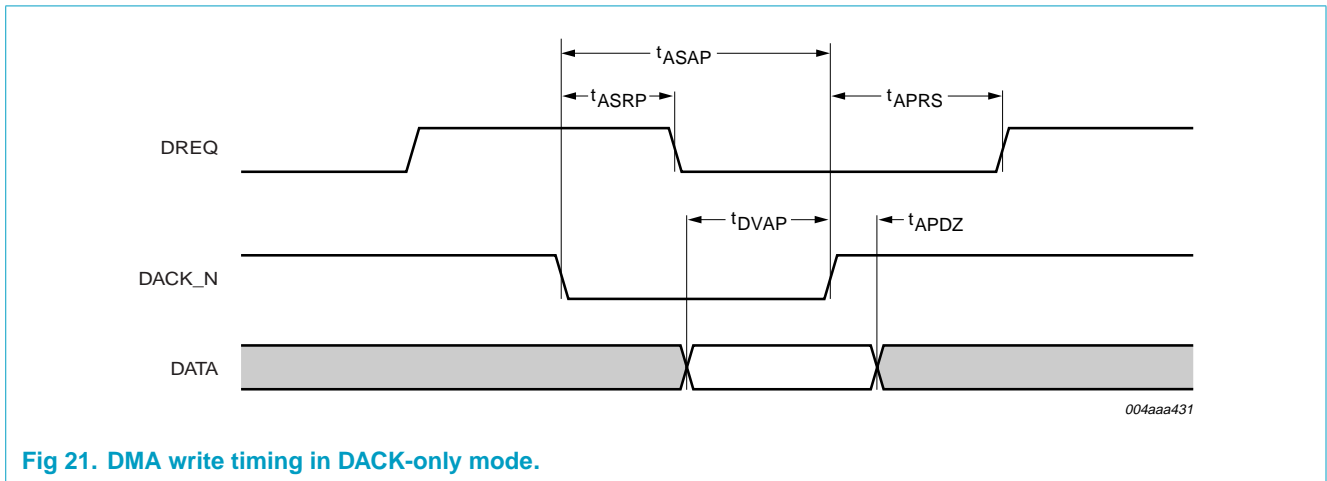 tASAP
tASRP
tAPRS
DREQ
tDVAP
tAPDZ
DACK_N
DATA
004aaa431
Fig 21. DMA write timing in DACK-only mode.